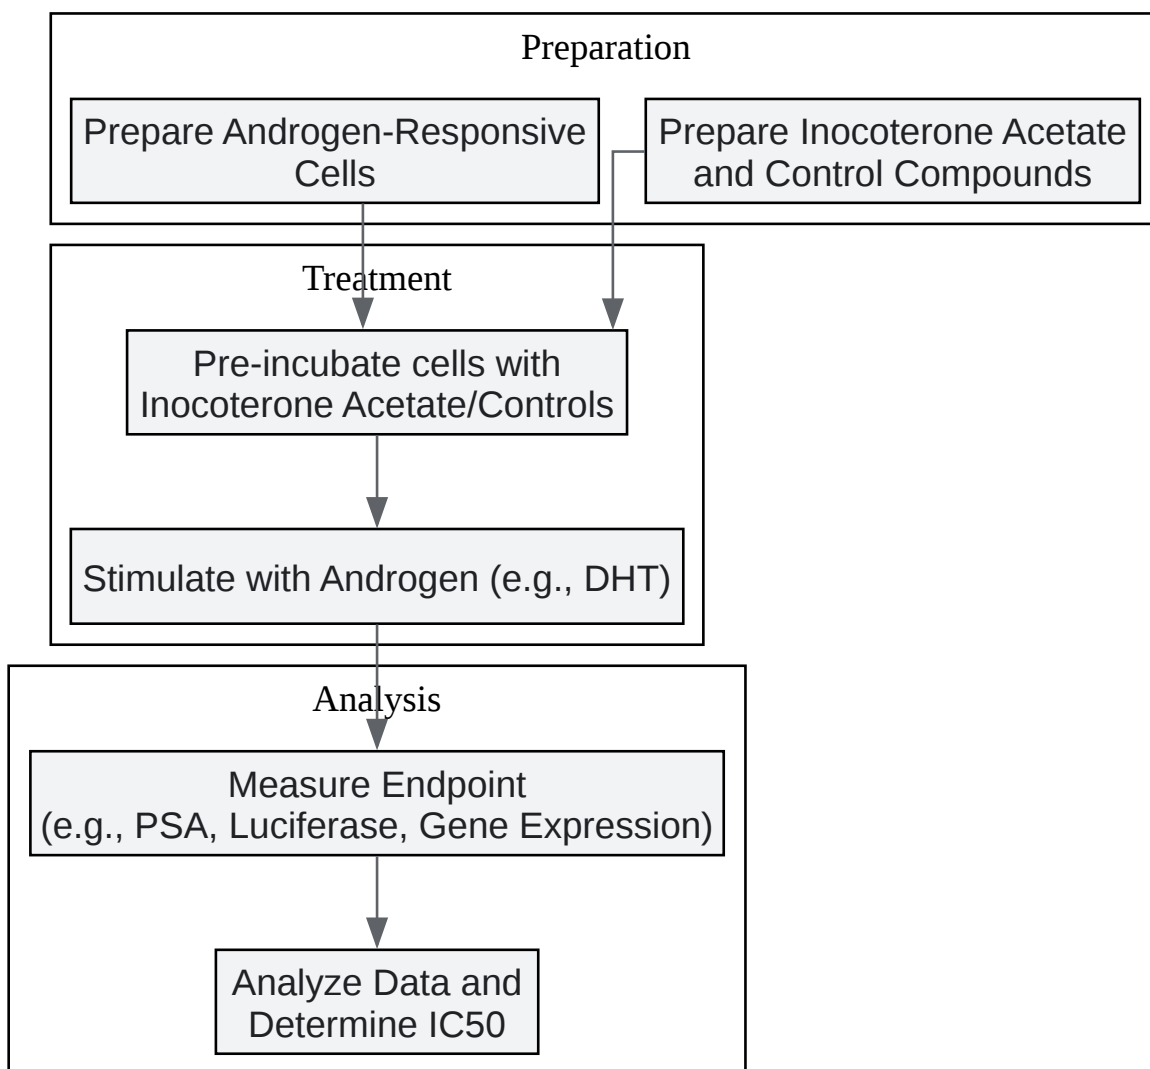 Preparation
Prepare Androgen-Responsive
Cells
Prepare Inocoterone Acetate
and Control Compounds
Treatment
Pre-incubate cells with
Inocoterone Acetate/Controls
Stimulate with Androgen (e.g., DHT)
Analysis
Measure Endpoint
(e.g., PSA, Luciferase, Gene Expression)
Analyze Data and
Determine IC50